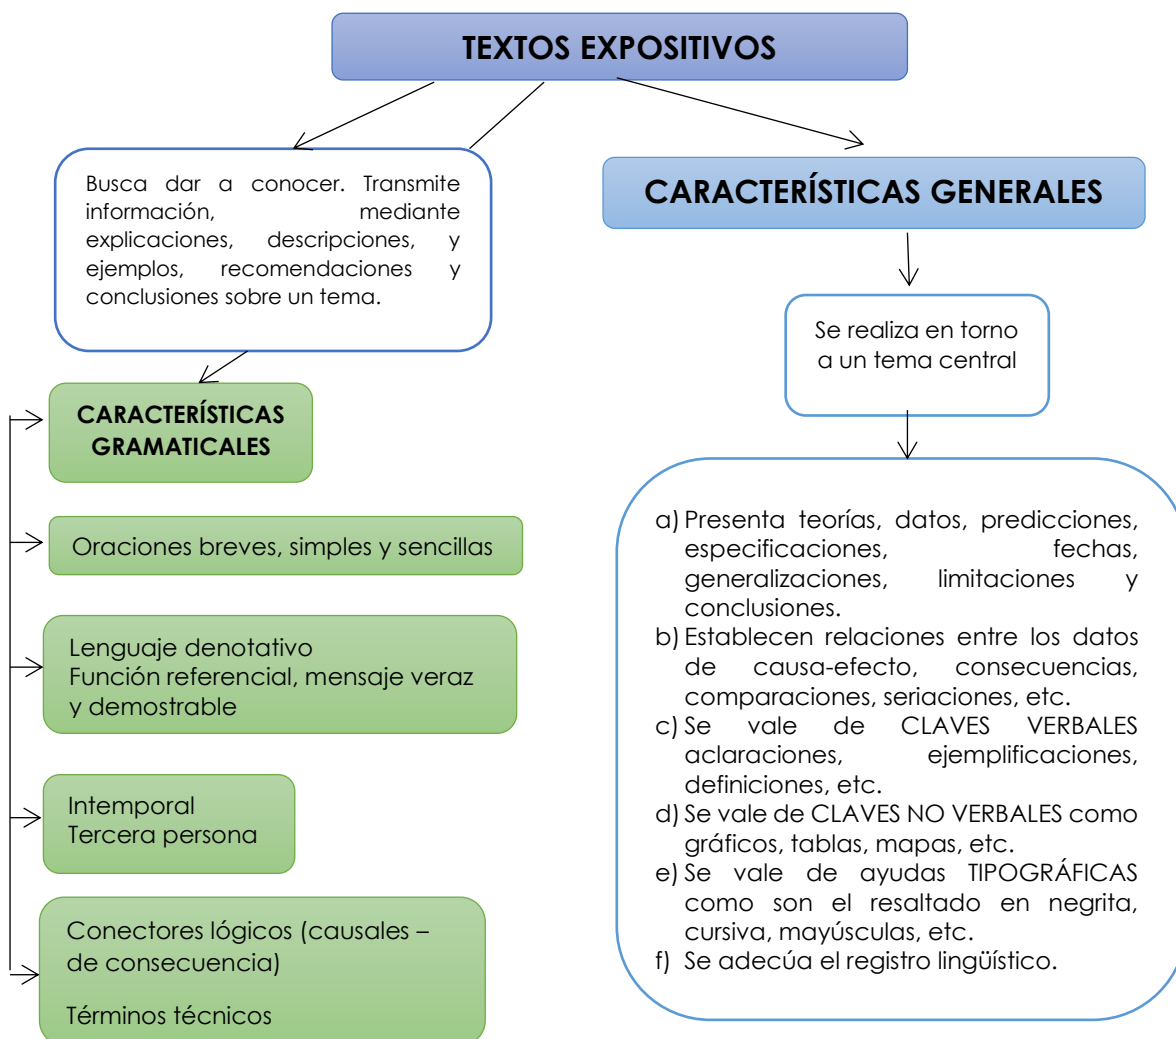 TEXTOS EXPOSITIVOS
Busca dar a conocer. Transmite
información, mediante
explicaciones, descripciones, y
ejemplos, recomendaciones y
conclusiones sobre un tema.
CARACTERÍSTICAS
GRAMATICALES
Oraciones breves, simples y sencillas
Lenguaje denotativo
Función referencial, mensaje veraz
y demostrable
Intemporal
Tercera persona
Conectores lógicos (causales –
de consecuencia)
Términos técnicos
CARACTERÍSTICAS GENERALES
Se realiza en torno
a un tema central
a) Presenta teorías, datos, predicciones,
especificaciones, fechas,
generalizaciones, limitaciones y
conclusiones.
b) Establecen relaciones entre los datos
de causa-efecto, consecuencias,
comparaciones, seriaciones, etc.
c) Se vale de CLAVES VERBALES
aclaraciones, ejemplificaciones,
definiciones, etc.
d) Se vale de CLAVES NO VERBALES como
gráficos, tablas, mapas, etc.
e) Se vale de ayudas TIPOGRÁFICAS
como son el resaltado en negrita,
cursiva, mayúsculas, etc.
f) Se adecúa el registro lingüístico.